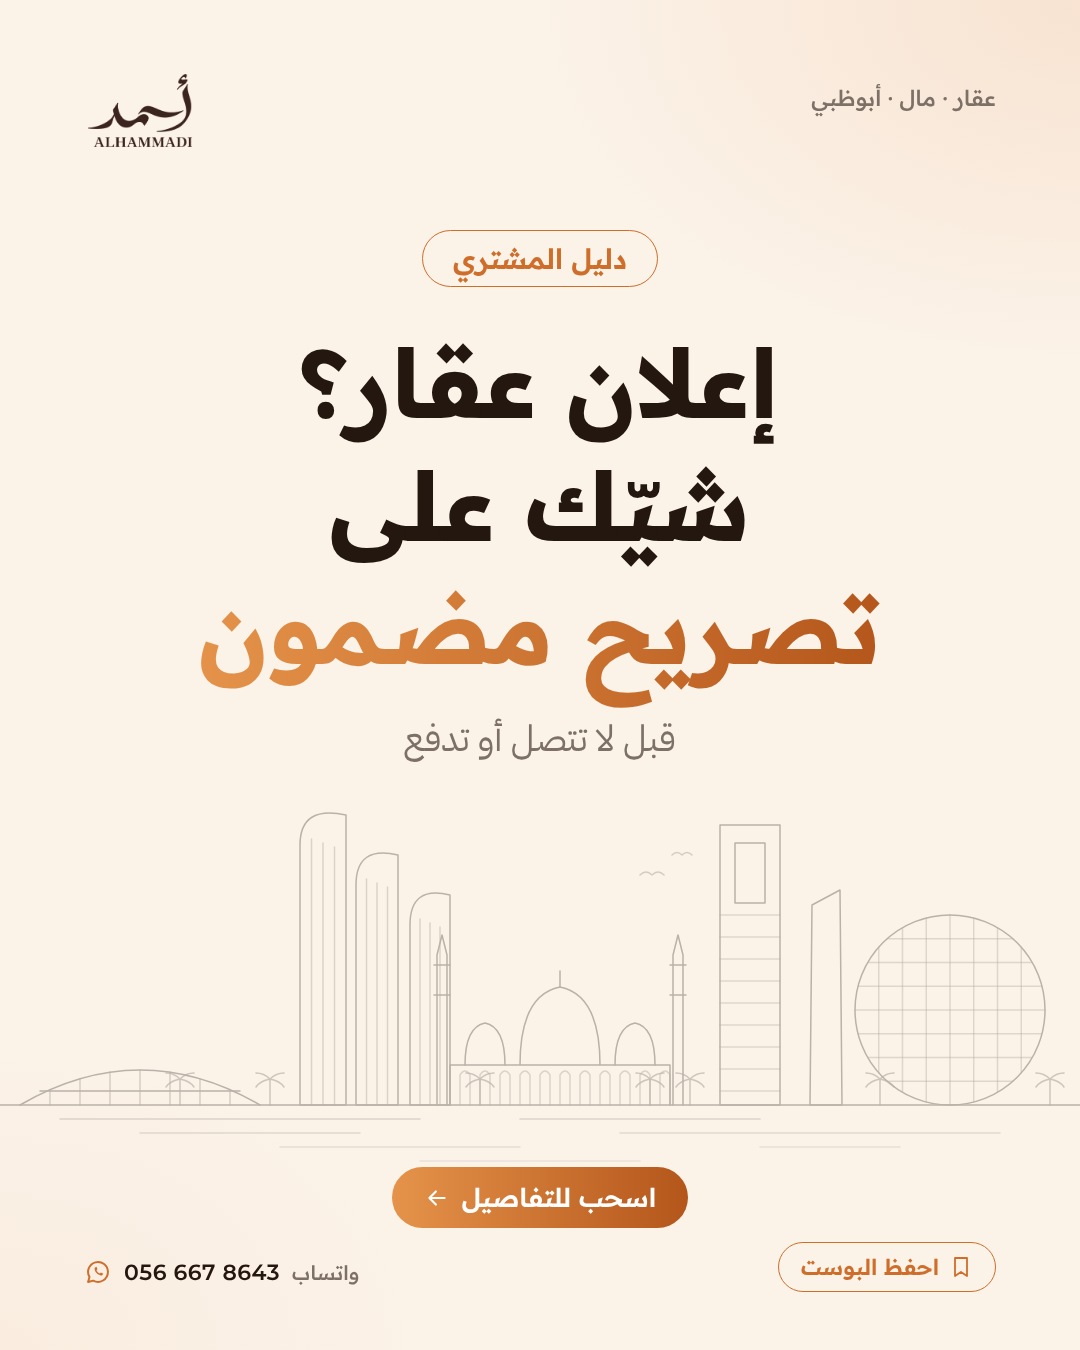 عقار · مال · أبوظبي
أحمد
ALHAMMADI
دليل المشتري
إعلان عقار؟
شيّك على
تصريح مضمون
قبل لا تتصل أو تدفع
اسحب للتفاصيل ←
احفظ البوست
واتساب 056 667 8643